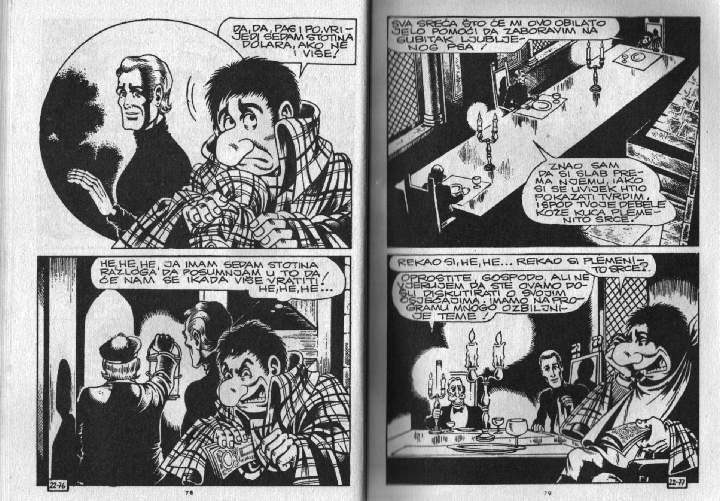 DA, DA, PAS I PO, VRI-
JEDI SEDAM STOTINA
DOLARA, AKO NE
I VIŠE!
HE, HE, HE, JA IMAM SEDAM STOTINA
RAZLOGA DA POSUMNJAM U TO DA
ĆE NAM SE IKADA VIŠE VRATITI!
HE, HE, HE...
22-76
78
SVA SREĆA ŠTO ĆE MI OVO OBILATO
JELO POMOĆI DA ZABORAVIM NA
GUBITAK LJUBLJE-
NOG PSA!
ZNAO SAM
DA SI SLAB PRE-
MA NJEMU, IAKO
SI SE UVIJEK HTIO
POKAZATI TVRDIM.
ISPOD TVOJE DEBELE
KOŽE KUCA PLEME-
NITO SRCE!
REKAO SI, HE, HE... REKAO SI PLEMENI-
TO SRCE?
OPROSTITE, GOSPODO, ALI NE
VJERUJEM DA STE OVAMO DO-
ŠLI DISKUTIRATI O SVOJIM
OSJEĆAJIMA! IMAMO NA PRO-
GRAMU MNOGO OZBILJNI-
JE TEME!
22-77
79